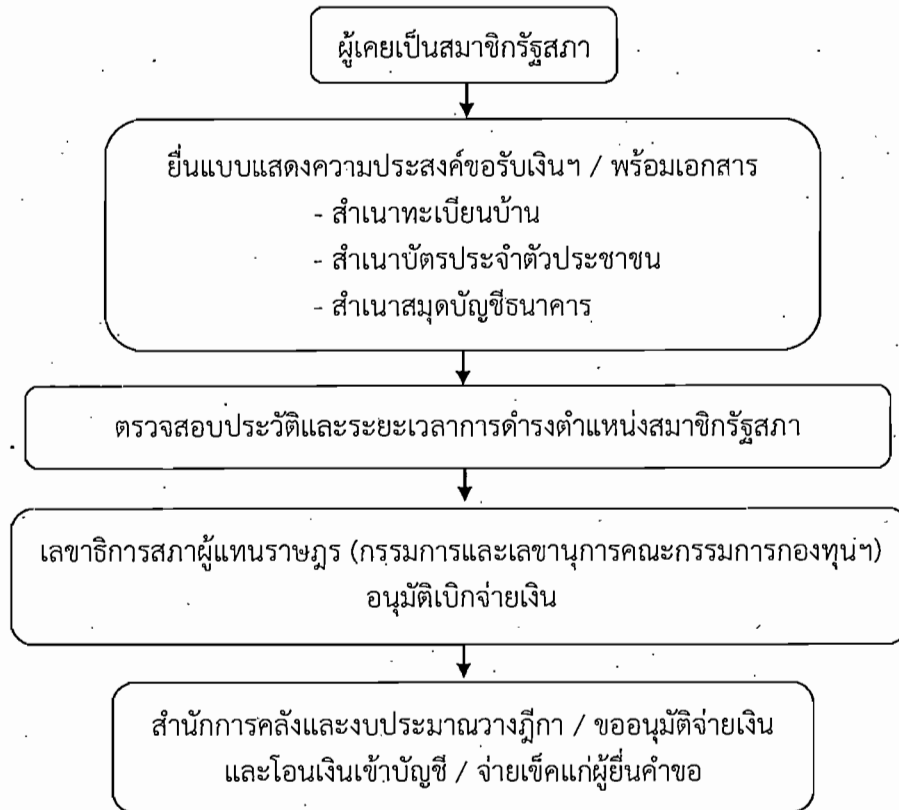 ผู้เคยเป็นสมาชิกรัฐสภา
ยื่นแบบแสดงความประสงค์ขอรับเงินฯ / พร้อมเอกสาร
- สำเนาทะเบียนบ้าน
- สำเนาบัตรประจำตัวประชาชน
- สำเนาสมุดบัญชีธนาคาร
ตรวจสอบประวัติและระยะเวลาการดำรงตำแหน่งสมาชิกรัฐสภา
เลขาธิการสภาผู้แทนราษฎร (กรรมการและเลขานุการคณะกรรมการกองทุนฯ)
อนุมัติเบิกจ่ายเงิน
สำนักการคลังและงบประมาณวางฎีกา / ขออนุมัติจ่ายเงิน
และโอนเงินเข้าบัญชี / จ่ายเช็คแก่ผู้ยื่นคำขอ